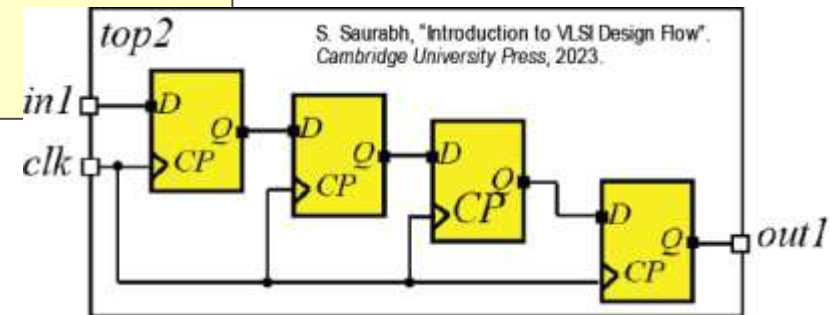 top2
S. Saurabh, "Introduction to VLSI Design Flow".
Cambridge University Press, 2023.
in1
D
Q
D
clk
CP
Q
D
CP
Q
CP
D
Q
out1
CP